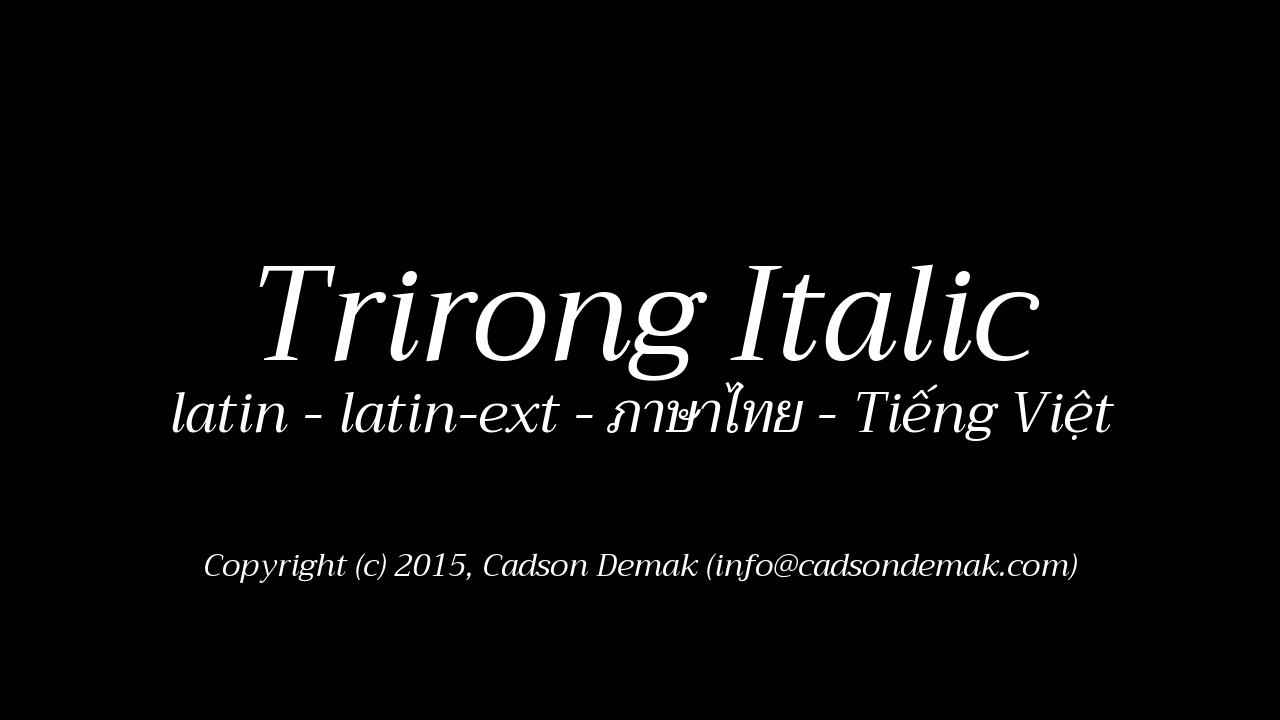 Trirong Italic
latin - latin-ext - ภาษาไทย - Tiếng Việt
Copyright (c) 2015, Cadson Demak (info@cadsondemak.com)